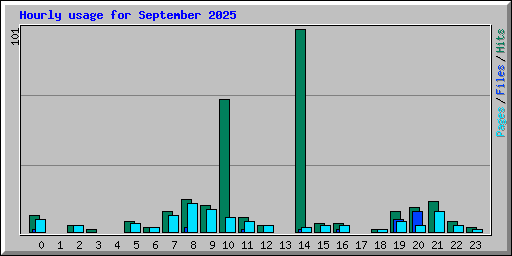 Hourly usage for September 2025
101
Pages/Files/Hits
0 1 2 3 4 5 6 7 8 9 10 11 12 13 14 15 16 17 18 19 20 21 22 23